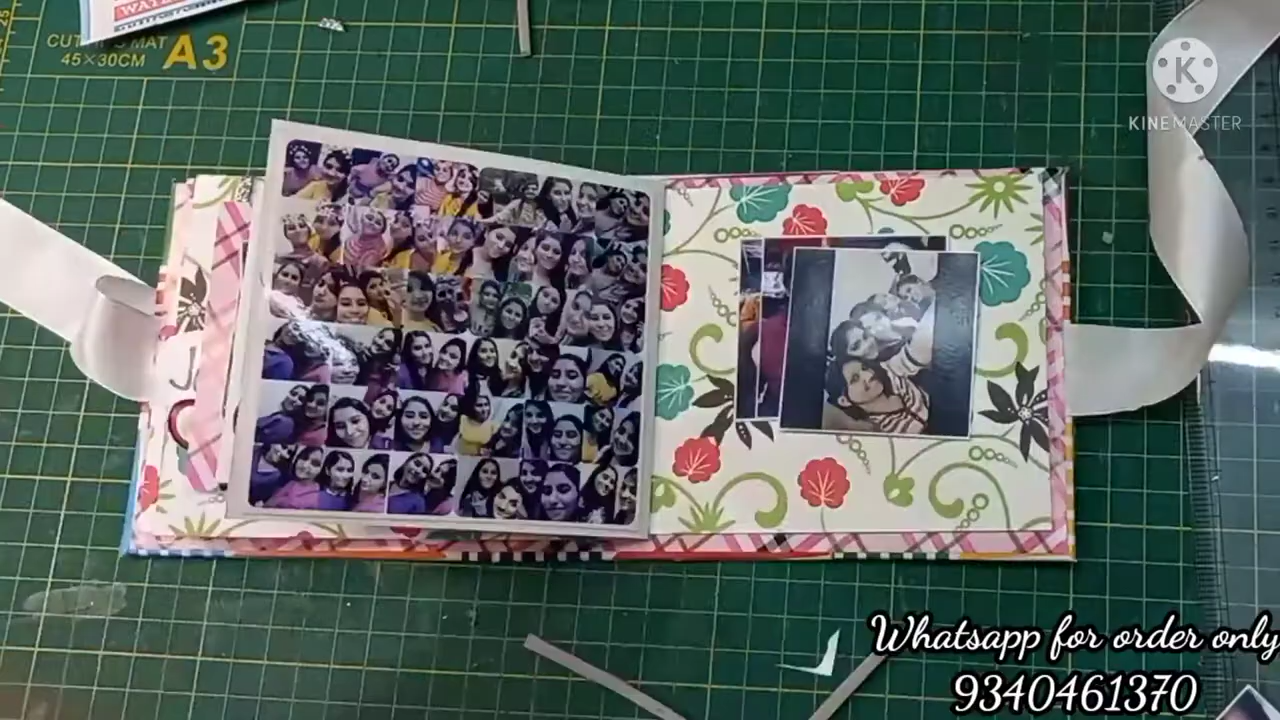 CUTTING MAT
45×30CM
A3
K
KINEMASTER
Whatsapp for order only
9340461370